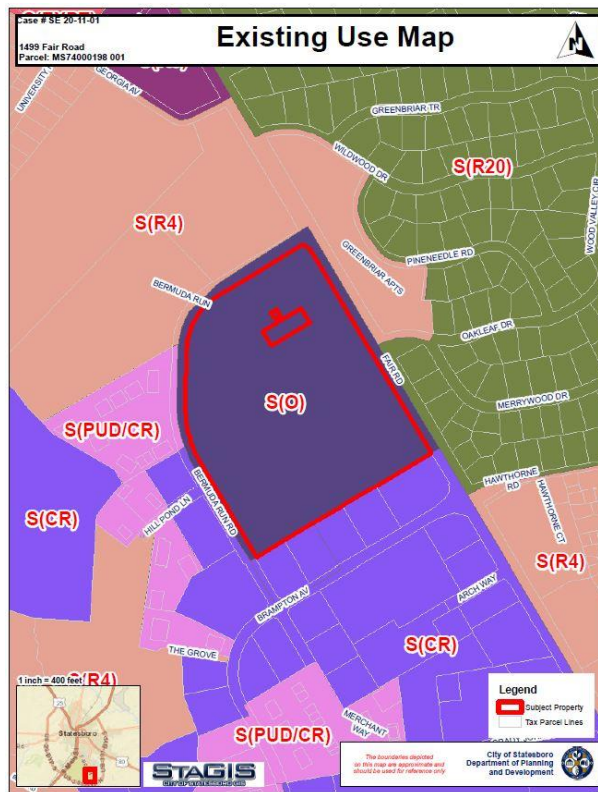 Case # SE 20-11-01
1499 Fair Road
Parcel: MS74000198 001
Existing Use Map
N
GEORGIA AV
GREENBRIAR TR
WILDWOOD DR
S(R20)
WOOD VALLEY CIR
S(R4)
PINENEEDLE RD
GREENBRIAR APTS
BERMUDA RUN
OAKLEAF DR
FAIR RD
S(O)
MERRYWOOD DR
S(PUD/CR)
HAWTHORNE
RD
HAWTHORNE CT
S(CR)
HILL POND LN
BERMUDA RUN RD
S(R4)
BRAMPTON AV
ARCH WAY
THE GROVE
S(CR)
1 inch = 400 feet
S(R4)
Statesboro
S(PUD/CR)
MERCHANT
WAY
Legend
Subject Property
Tax Parcel Lines
STAGIS
CITY OF STATESBORO GIS
The boundaries depicted
on this map are approximate and
should be used for reference only
City of Statesboro
Department of Planning
and Development